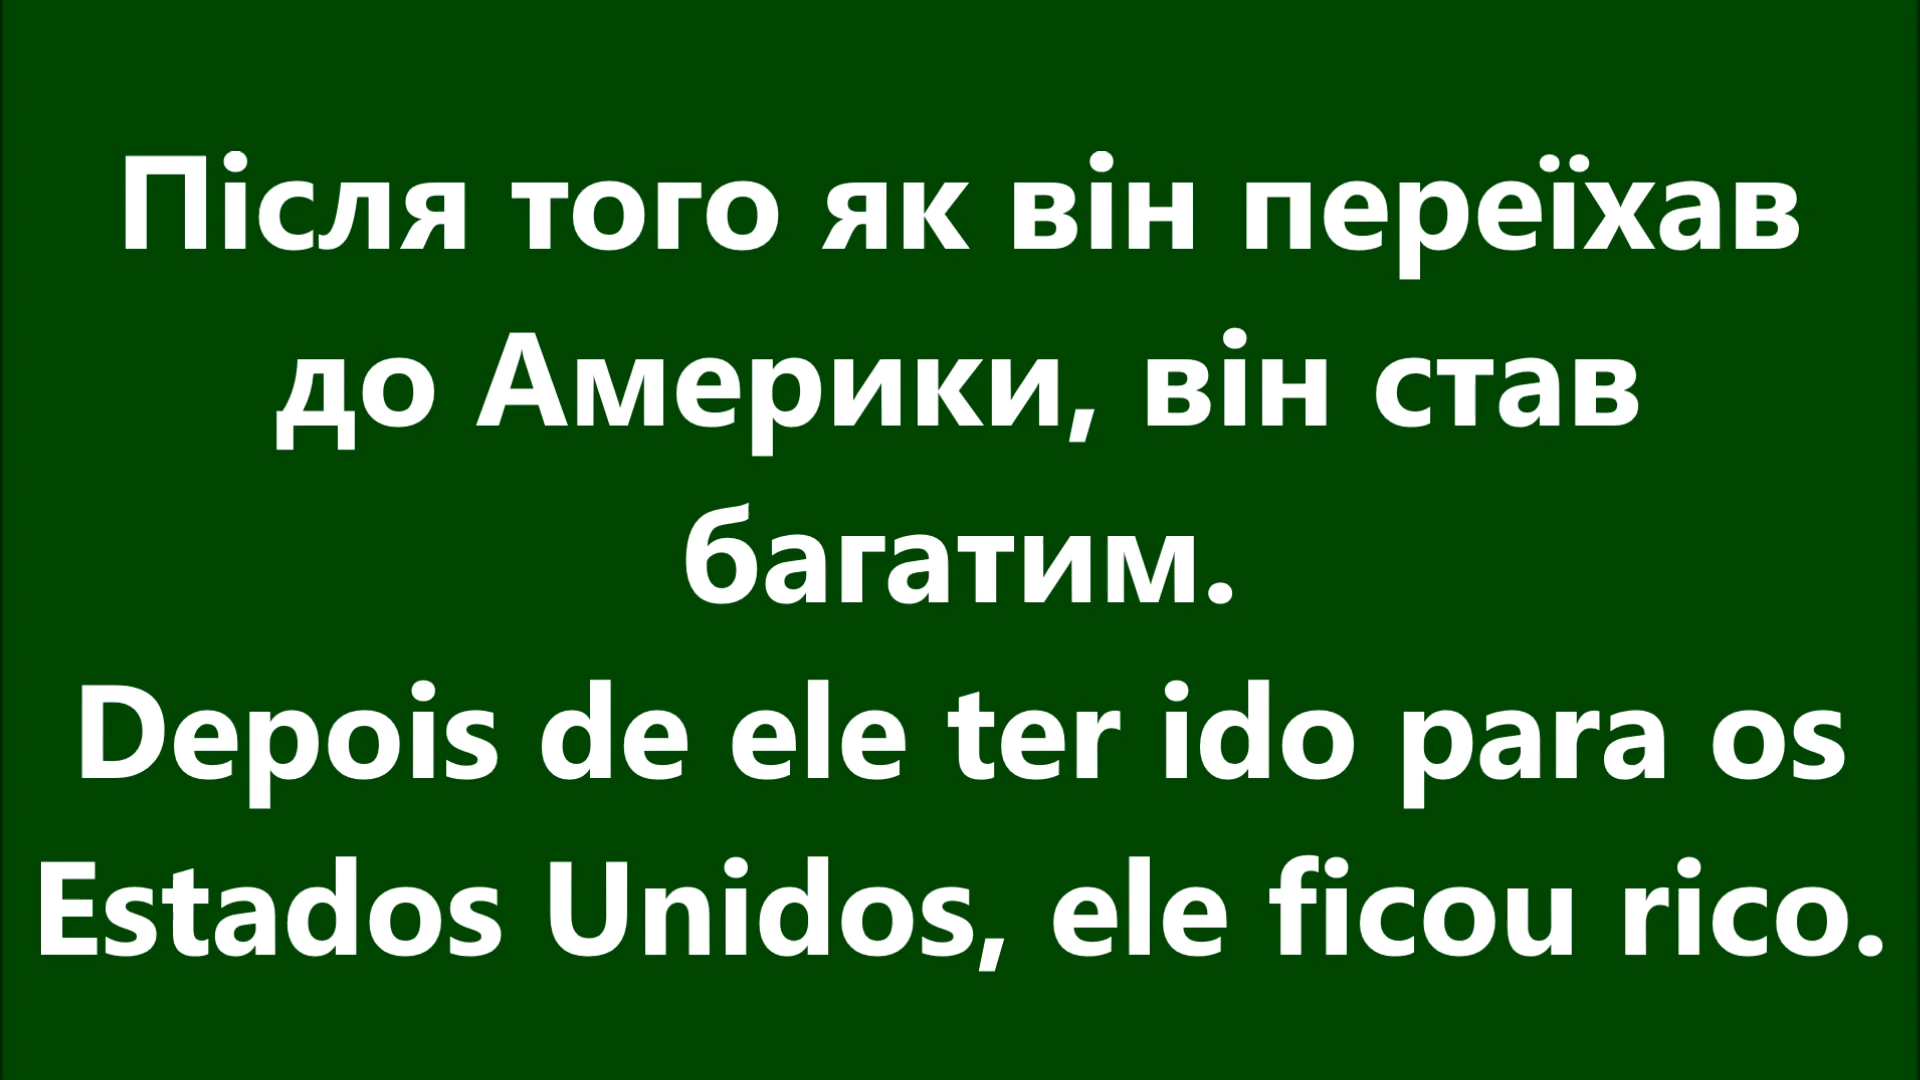 Після того як він переїхав
до Америки, він став
багатим.
Depois de ele ter ido para os
Estados Unidos, ele ficou rico.